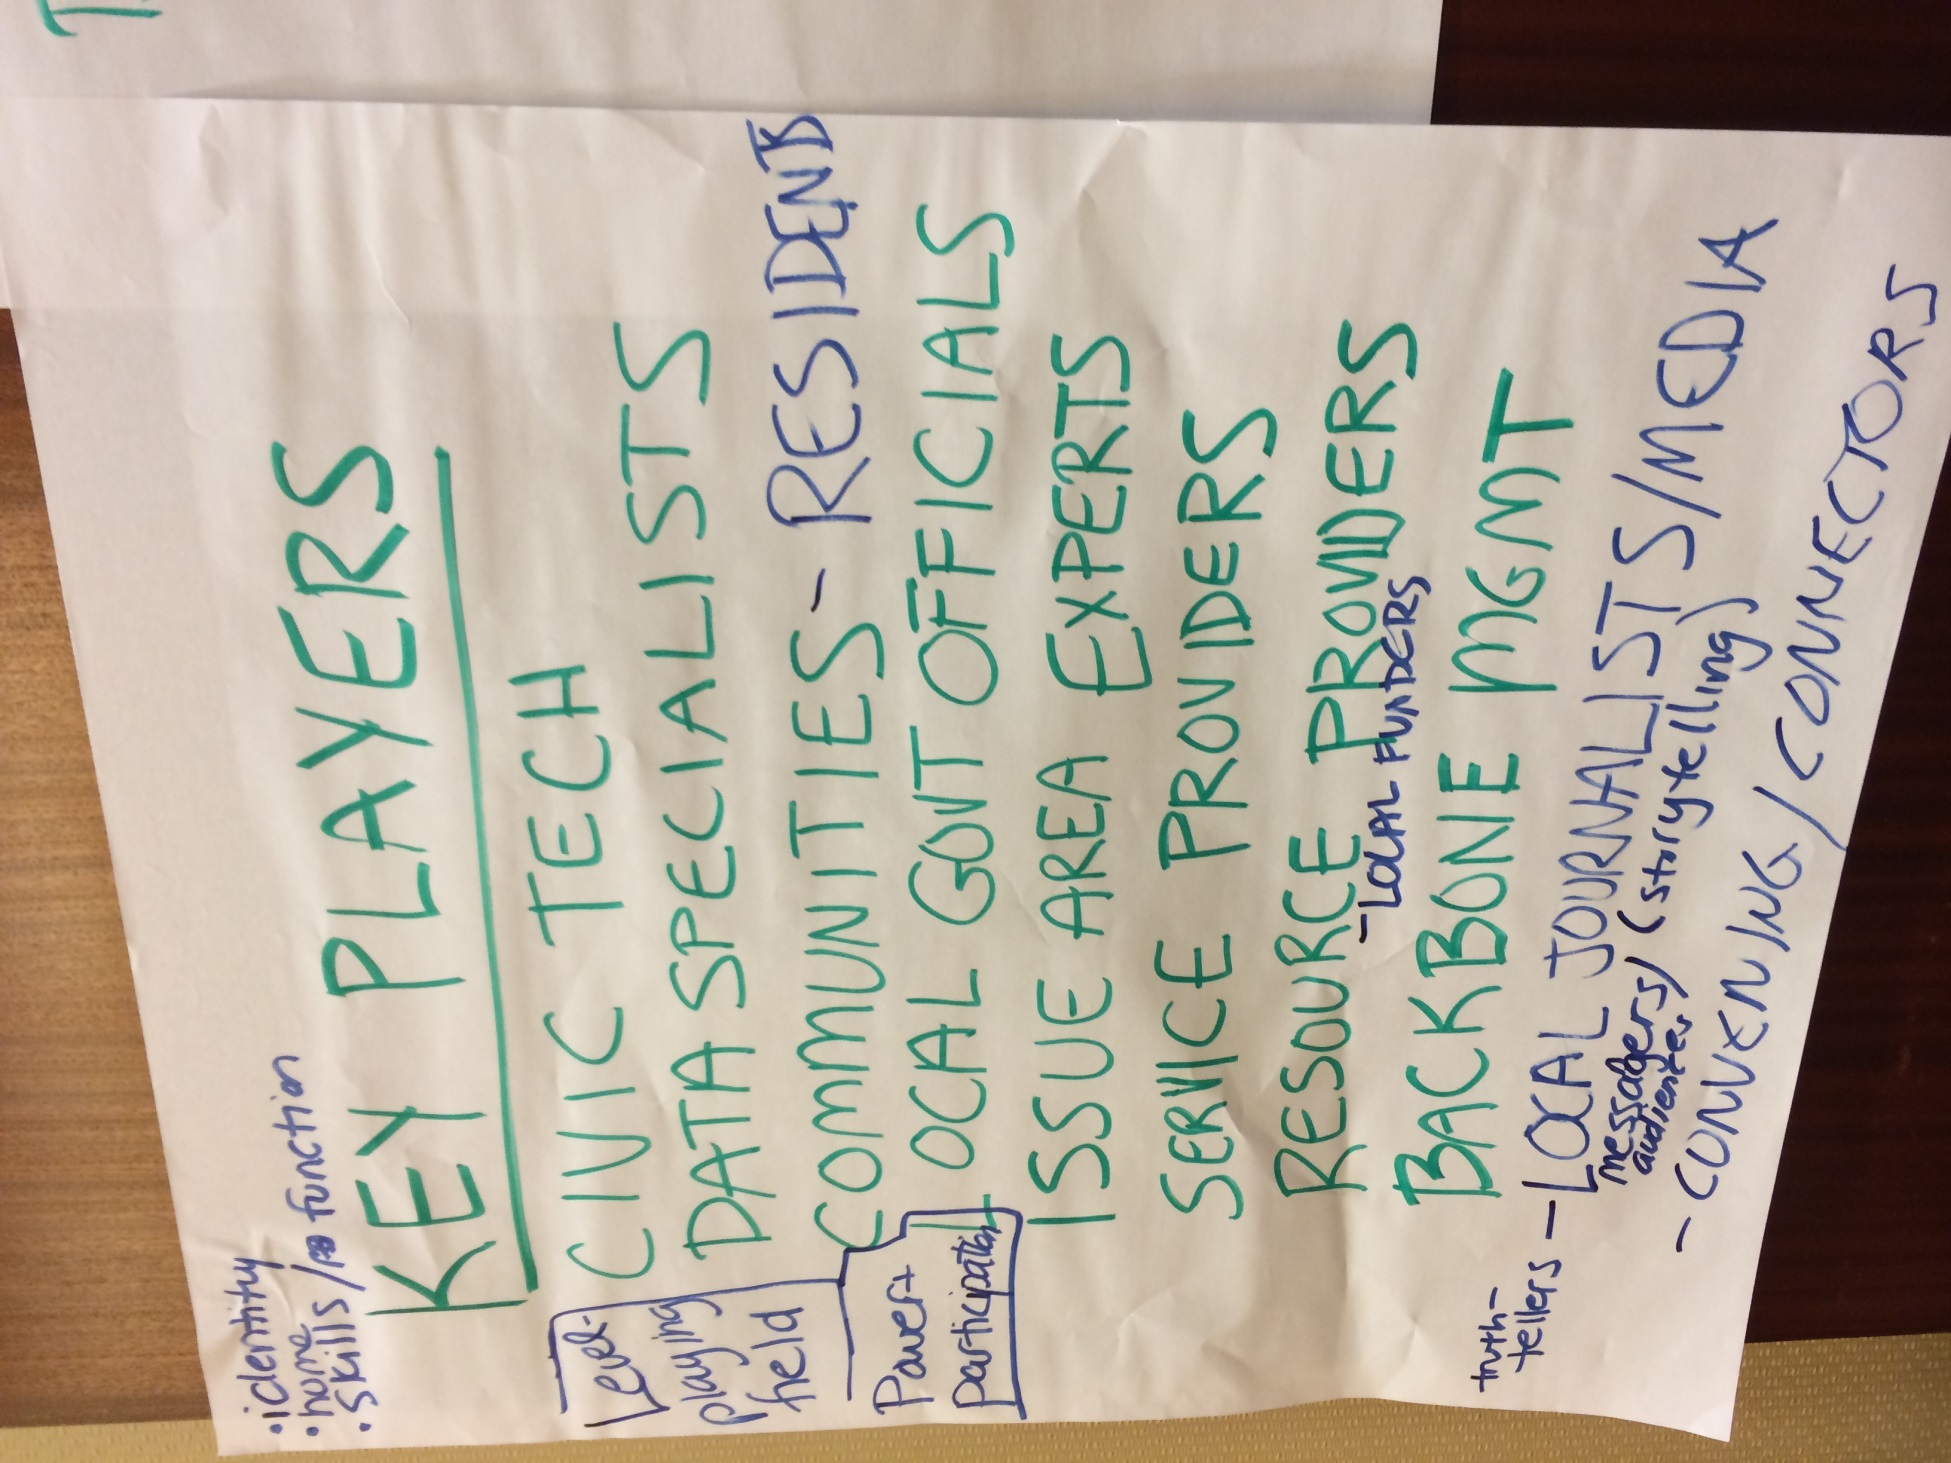 • identity
• home
• skills / function
KEY PLAYERS
CIVIC TECH
DATA SPECIALISTS
COMMUNITIES - RESIDENTS
LOCAL GOVT OFFICIALS
ISSUE AREA EXPERTS
SERVICE PROVIDERS
RESOURCE PROVIDERS
- LOCAL FUNDERS
BACKBONE MGMT
- LOCAL JOURNALISTS/MEDIA
messagers/ (storytelling)
audiences
- CONVENING/CONNECTORS
Level-
playing
field
Power +
participation
truth-
tellers